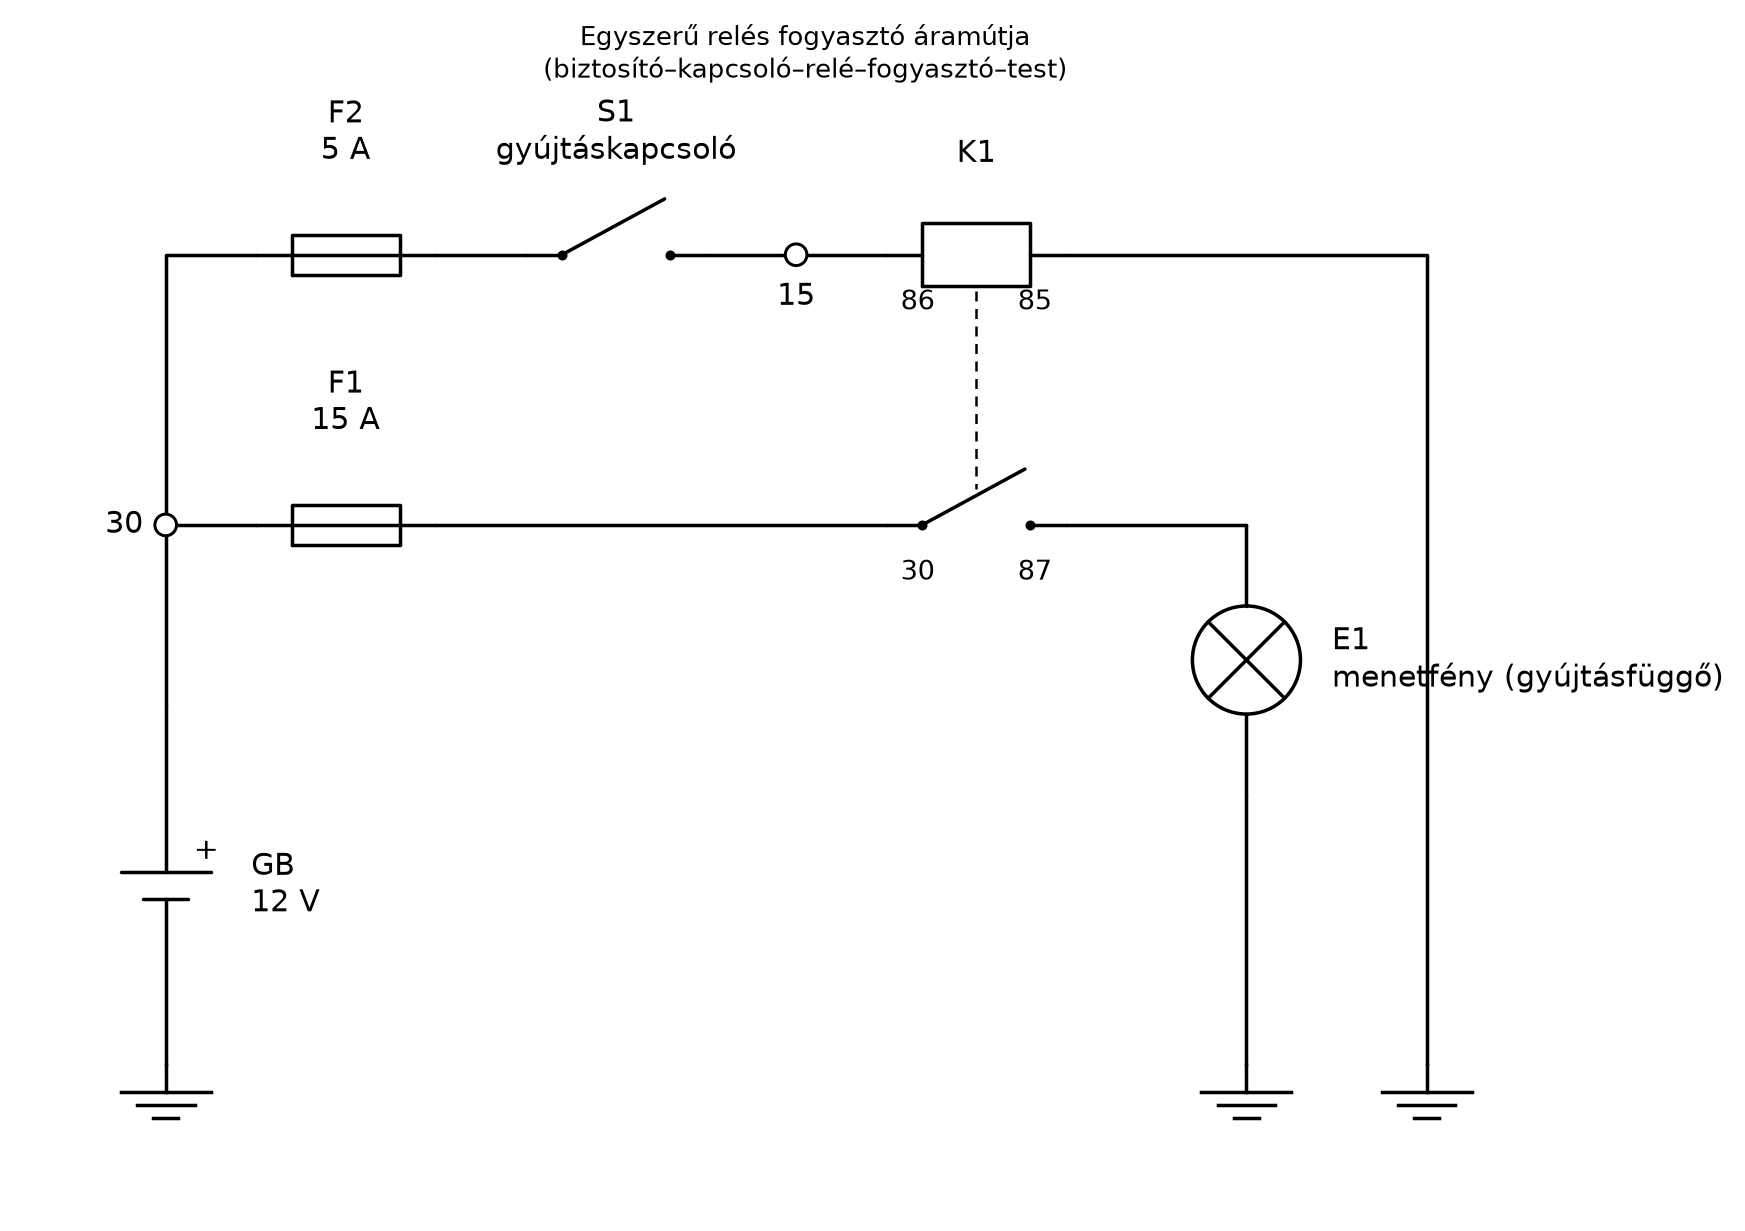 Egyszerű relés fogyasztó áramútja
(biztosító–kapcsoló–relé–fogyasztó–test)
F2
5 A
S1
gyújtáskapcsoló
K1
15
86
85
F1
15 A
30
30
87
E1
menetfény (gyújtásfüggő)
+
GB
12 V